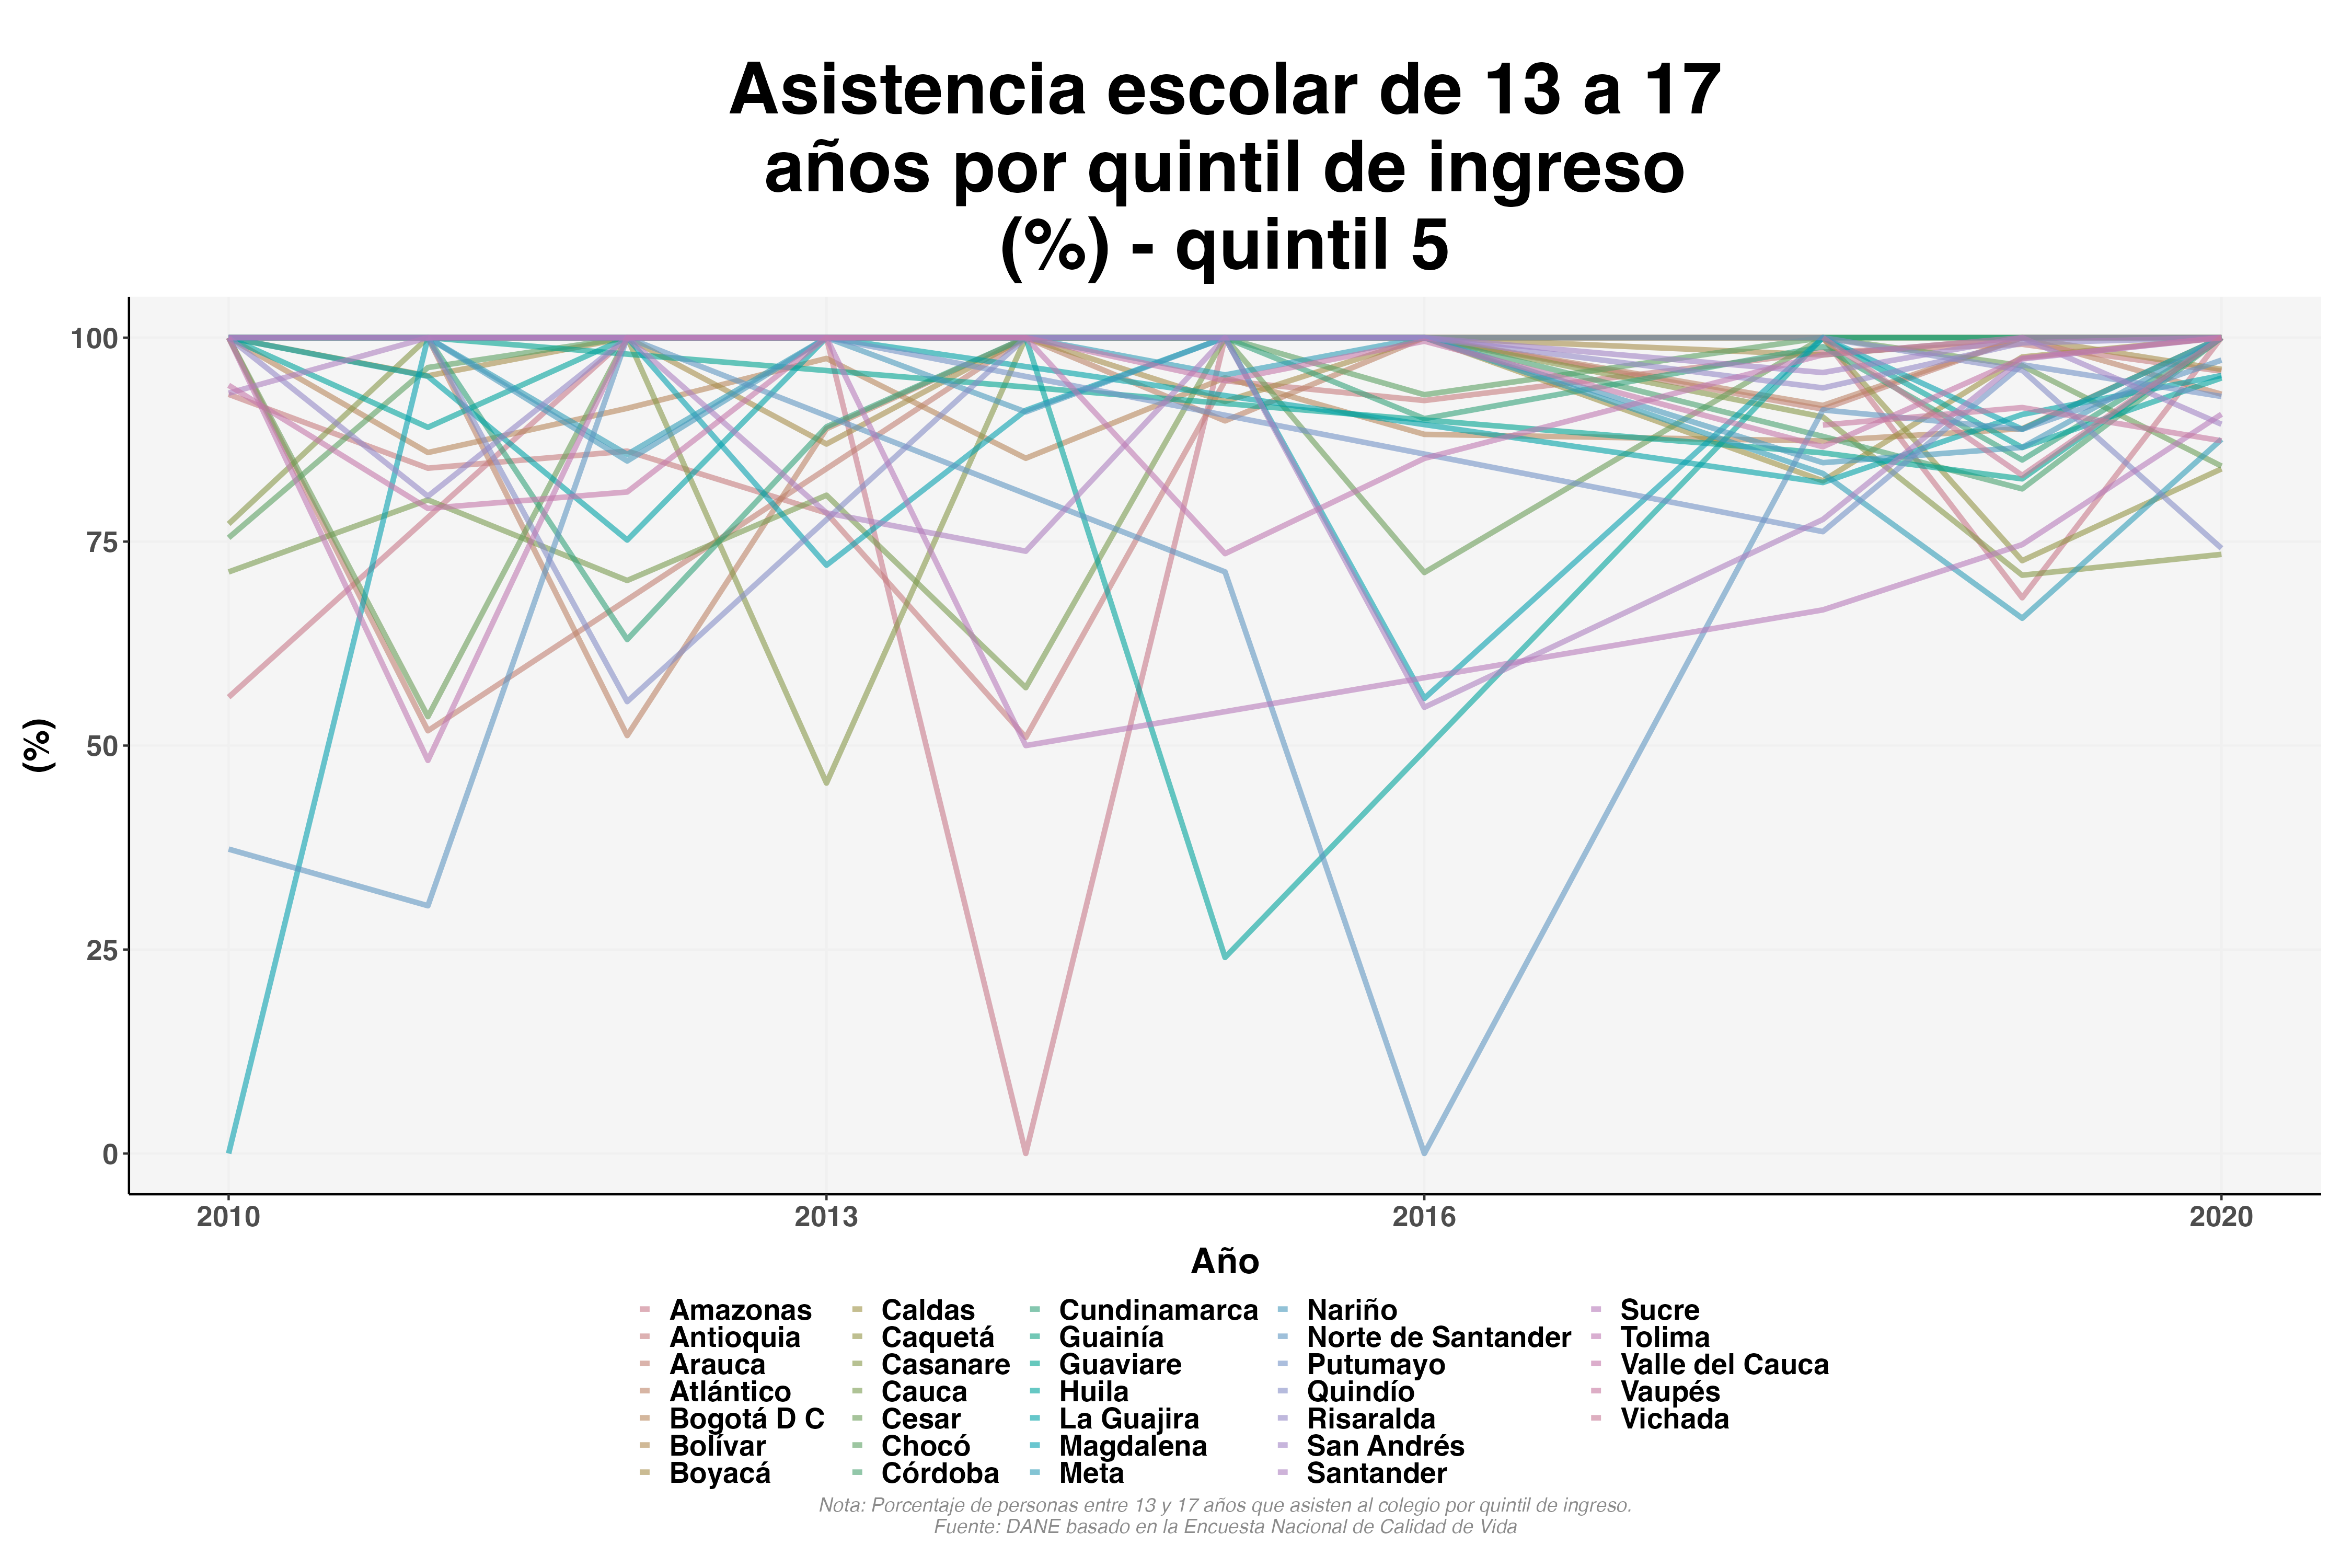 Asistencia escolar de 13 a 17
años por quintil de ingreso
(%) - quintil 5
(%)
100
75
50
25
0
2010 2013 2016 2020
Año
Amazonas Caldas Cundinamarca Nariño Sucre
Antioquia Caquetá Guainía Norte de Santander Tolima
Arauca Casanare Guaviare Putumayo Valle del Cauca
Atlántico Cauca Huila Quindío Vaupés
Bogotá D C Cesar La Guajira Risaralda Vichada
Bolívar Chocó Magdalena San Andrés
Boyacá Córdoba Meta Santander
Nota: Porcentaje de personas entre 13 y 17 años que asisten al colegio por quintil de ingreso.
Fuente: DANE basado en la Encuesta Nacional de Calidad de Vida